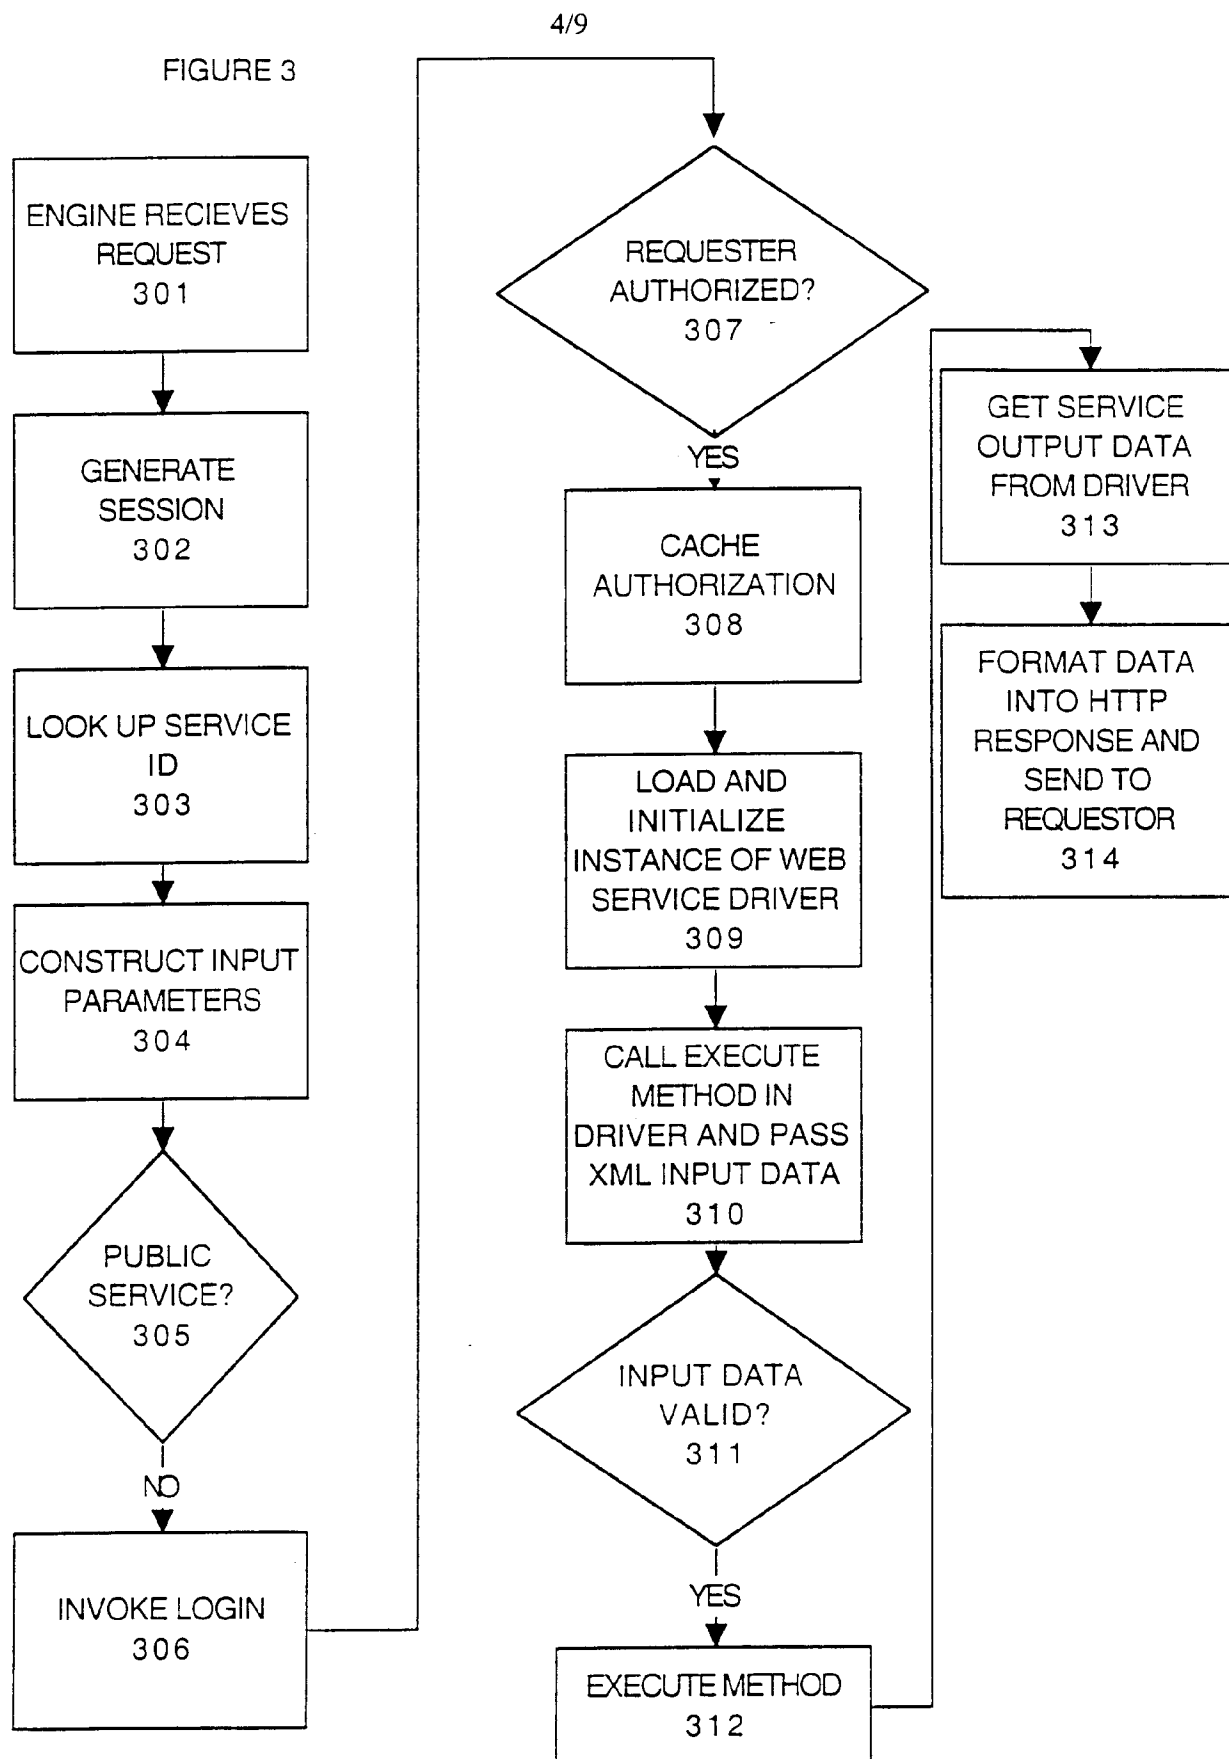 4/9
FIGURE 3
ENGINE RECIEVES
REQUEST
301
GENERATE
SESSION
302
LOOK UP SERVICE
ID
303
CONSTRUCT INPUT
PARAMETERS
304
PUBLIC
SERVICE?
305
NO
INVOKE LOGIN
306
REQUESTER
AUTHORIZED?
307
YES
CACHE
AUTHORIZATION
308
LOAD AND
INITIALIZE
INSTANCE OF WEB
SERVICE DRIVER
309
CALL EXECUTE
METHOD IN
DRIVER AND PASS
XML INPUT DATA
310
INPUT DATA
VALID?
311
YES
EXECUTE METHOD
312
GET SERVICE
OUTPUT DATA
FROM DRIVER
313
FORMAT DATA
INTO HTTP
RESPONSE AND
SEND TO
REQUESTOR
314